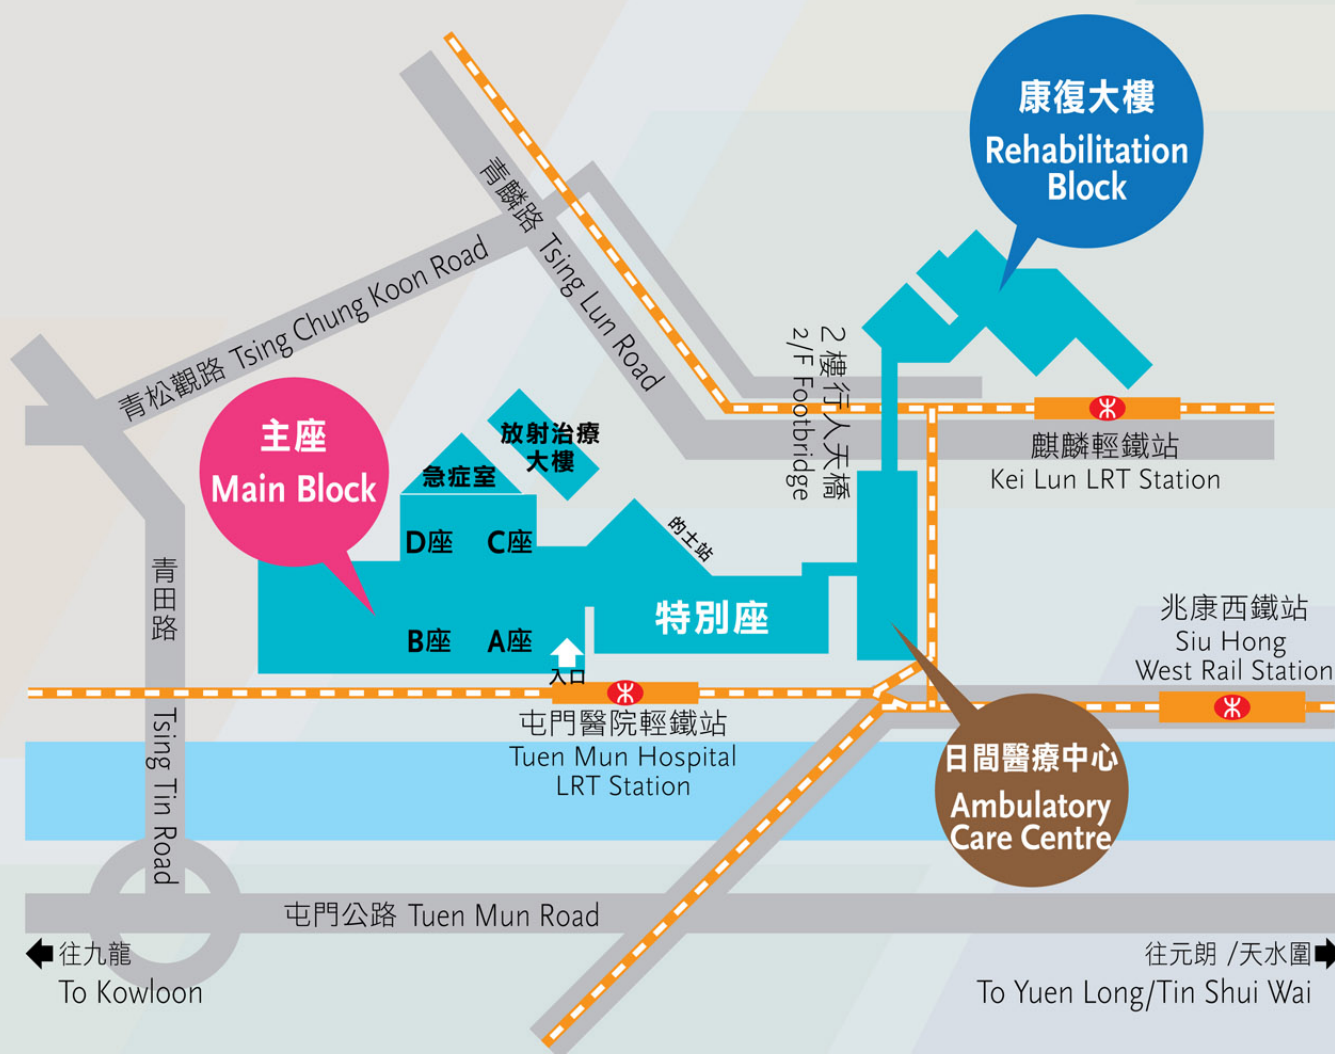 康復大樓
Rehabilitation
Block
青麟路 Tsing Lun Road
青松觀路 Tsing Chung Koon Road
2 樓行人天橋
2/F Footbridge
主座
Main Block
放射治療
大樓
急症室
麒麟輕鐵站
Kei Lun LRT Station
D座 C座
的士站
青田路 Tsing Tin Road
特別座
B座 A座
入口
兆康西鐵站
Siu Hong
West Rail Station
屯門醫院輕鐵站
Tuen Mun Hospital
LRT Station
日間醫療中心
Ambulatory
Care Centre
屯門公路 Tuen Mun Road
往九龍
To Kowloon
往元朗 /天水圍
To Yuen Long/Tin Shui Wai